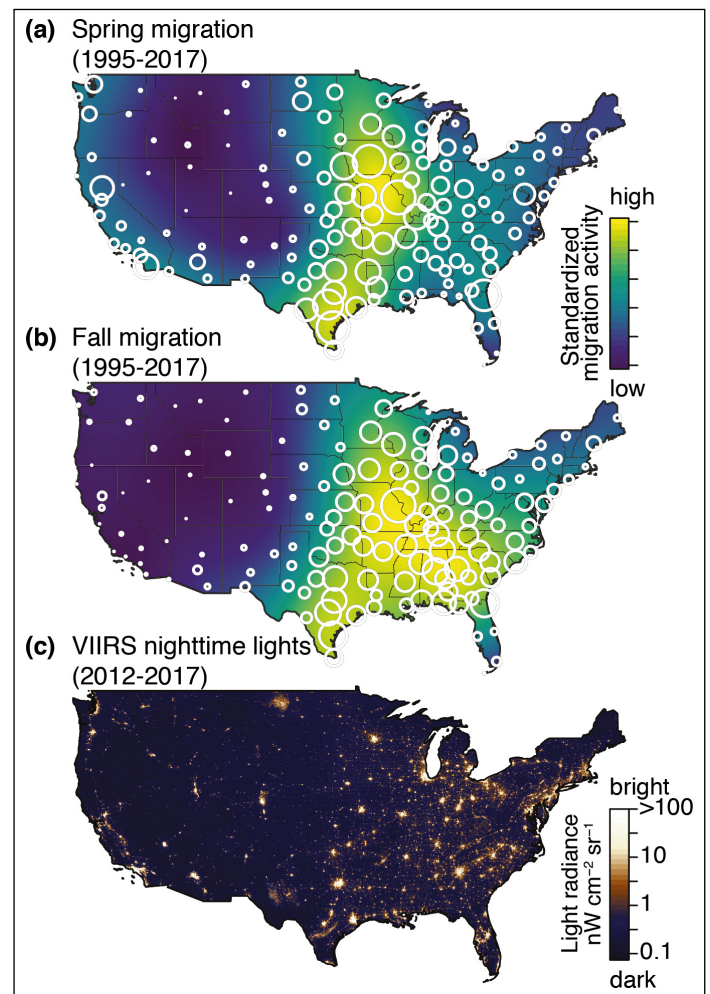 (a) Spring migration
(1995-2017)
high
Standardized
migration activity
low
(b) Fall migration
(1995-2017)
(c) VIIRS nighttime lights
(2012-2017)
bright
>100
10
1
0.1
Light radiance
nW cm⁻² sr⁻¹
dark